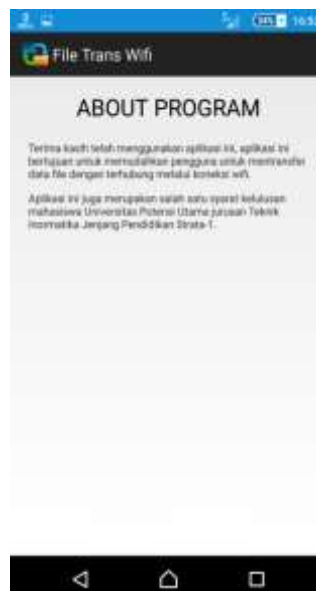 16:52
File Trans Wifi
ABOUT PROGRAM
Terima kasih telah menggunakan aplikasi ini, aplikasi ini
bertujuan untuk memudahkan pengguna untuk mentransfer
data file dengan terhubung melalui koneksi wifi.
Aplikasi ini juga merupakan salah satu syarat kelulusan
mahasiswa Universitas Potensi Utama jurusan Teknik
Informatika Jenjang Pendidikan Strata-1.